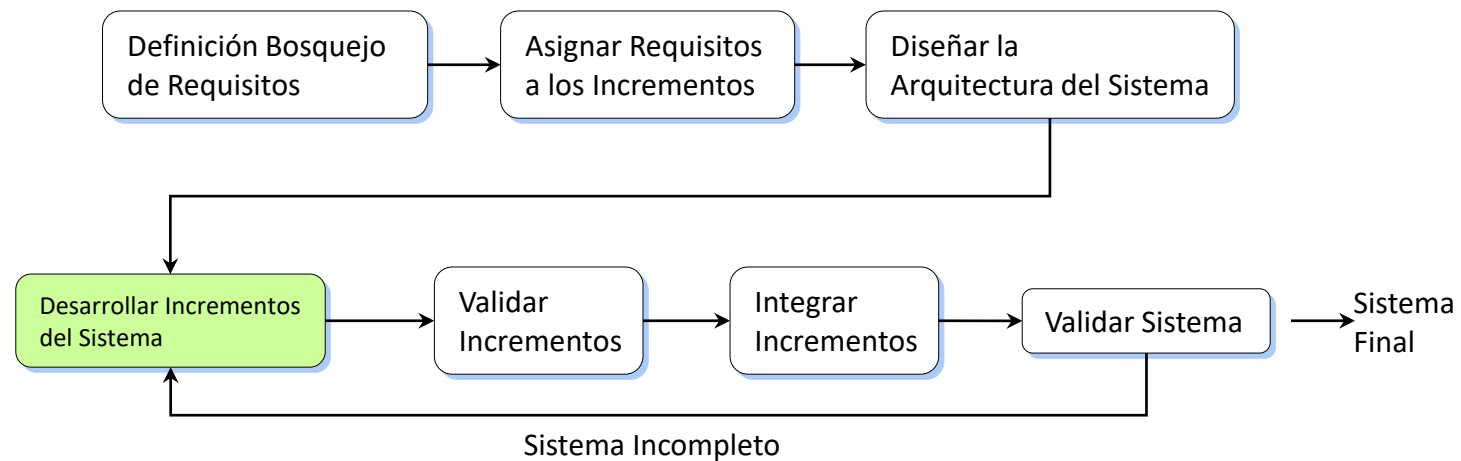 Definición Bosquejo
de Requisitos
Asignar Requisitos
a los Incrementos
Diseñar la
Arquitectura del Sistema
Desarrollar Incrementos
del Sistema
Validar
Incrementos
Integrar
Incrementos
Validar Sistema
Sistema
Final
Sistema Incompleto